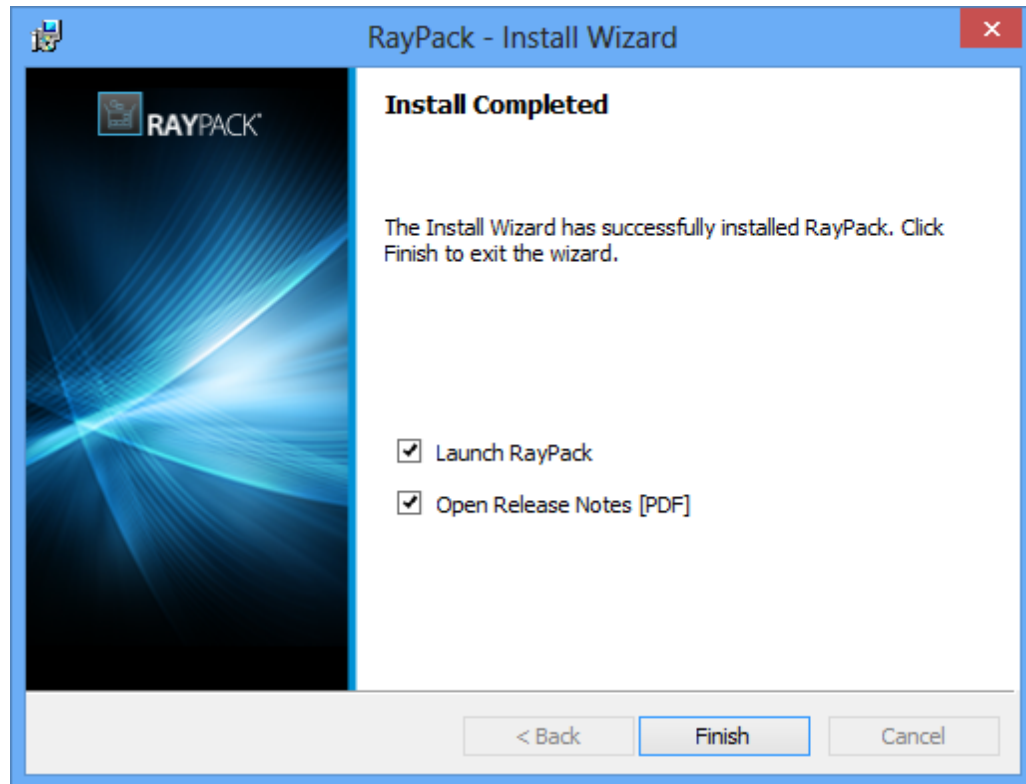 RayPack - Install Wizard
RAYPACK
Install Completed
The Install Wizard has successfully installed RayPack. Click
Finish to exit the wizard.
Launch RayPack
Open Release Notes [PDF]
< Back
Finish
Cancel